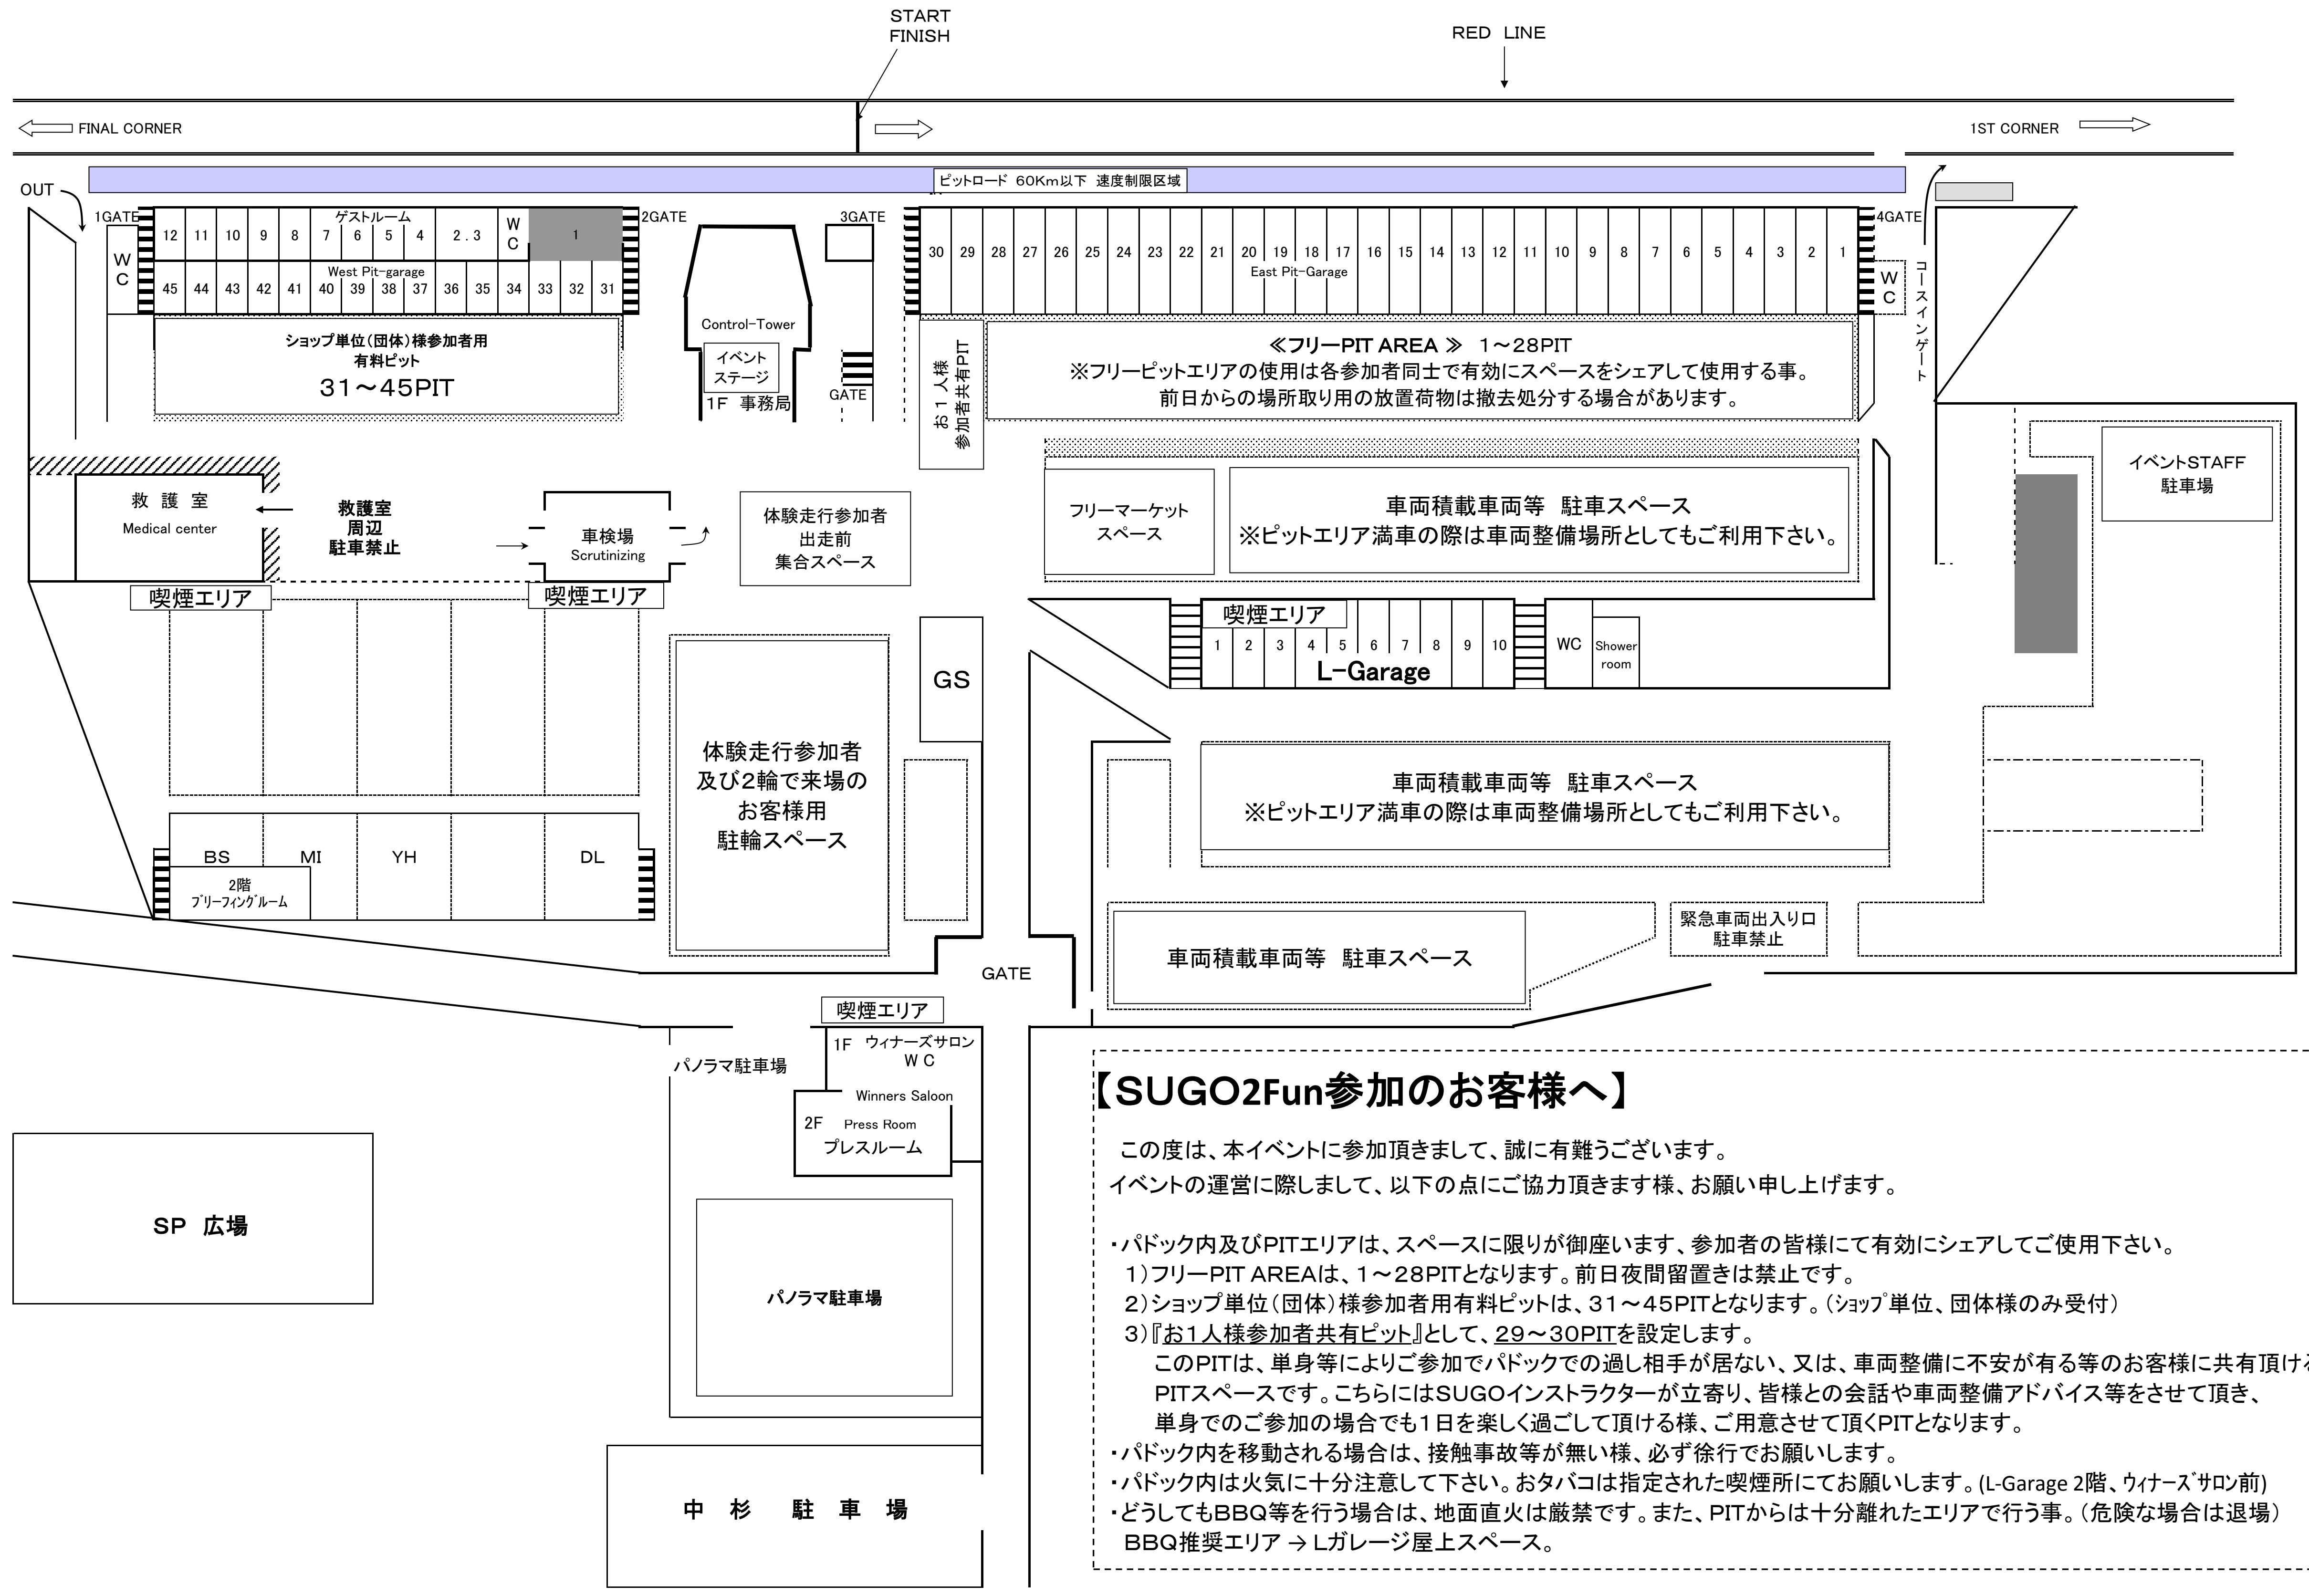 START
FINISH
RED LINE
FINAL CORNER
1ST CORNER
OUT
ピットロード 60Km以下 速度制限区域
1GATE
2GATE
3GATE
4GATE
WC
12 11 10 9 8 7 6 5 4 2.3
ゲストルーム
WC
1
45 44 43 42 41 40 39 38 37 36 35 34 33 32 31
West Pit-garage
30 29 28 27 26 25 24 23 22 21 20 19 18 17 16 15 14 13 12 11 10 9 8 7 6 5 4 3 2 1
East Pit-Garage
WC
コースインゲート
ショップ単位(団体)様参加者用
有料ピット
31～45PIT
Control-Tower
イベント
ステージ
1F 事務局
GATE
お1人様
参加者共有PIT
≪フリーPIT AREA ≫ 1～28PIT
※フリーピットエリアの使用は各参加者同士で有効にスペースをシェアして使用する事。
前日からの場所取り用の放置荷物は撤去処分する場合があります。
救 護 室
Medical center
救護室
周辺
駐車禁止
車検場
Scrutinizing
体験走行参加者
出走前
集合スペース
フリーマーケット
スペース
車両積載車両等 駐車スペース
※ピットエリア満車の際は車両整備場所としてもご利用下さい。
イベントSTAFF
駐車場
喫煙エリア
喫煙エリア
喫煙エリア
1 2 3 4 5 6 7 8 9 10
L-Garage
WC
Shower
room
GS
体験走行参加者
及び2輪で来場の
お客様用
駐輪スペース
車両積載車両等 駐車スペース
※ピットエリア満車の際は車両整備場所としてもご利用下さい。
BS MI YH DL
2階
ﾌﾞﾘｰﾌｨﾝｸﾞﾙｰﾑ
車両積載車両等 駐車スペース
緊急車両出入り口
駐車禁止
GATE
喫煙エリア
パノラマ駐車場
1F ウィナーズサロン
W C
Winners Saloon
2F Press Room
プレスルーム
SP 広場
パノラマ駐車場
中 杉 駐 車 場
【SUGO2Fun参加のお客様へ】
この度は、本イベントに参加頂きまして、誠に有難うございます。
イベントの運営に際しまして、以下の点にご協力頂きます様、お願い申し上げます。
・パドック内及びPITエリアは、スペースに限りが御座います、参加者の皆様にて有効にシェアしてご使用下さい。
1)フリーPIT AREAは、1～28PITとなります。前日夜間留置きは禁止です。
2)ショップ単位(団体)様参加者用有料ピットは、31～45PITとなります。(ｼｮｯﾌﾟ単位、団体様のみ受付)
3)『お1人様参加者共有ピット』として、29～30PITを設定します。
このPITは、単身等によりご参加でパドックでの過し相手が居ない、又は、車両整備に不安が有る等のお客様に共有頂ける
PITスペースです。こちらにはSUGOインストラクターが立寄り、皆様との会話や車両整備アドバイス等をさせて頂き、
単身でのご参加の場合でも1日を楽しく過ごして頂ける様、ご用意させて頂くPITとなります。
・パドック内を移動される場合は、接触事故等が無い様、必ず徐行でお願いします。
・パドック内は火気に十分注意して下さい。おタバコは指定された喫煙所にてお願いします。(L-Garage 2階、ｳｨﾅｰｽﾞｻﾛﾝ前)
・どうしてもBBQ等を行う場合は、地面直火は厳禁です。また、PITからは十分離れたエリアで行う事。(危険な場合は退場)
BBQ推奨エリア → Lガレージ屋上スペース。